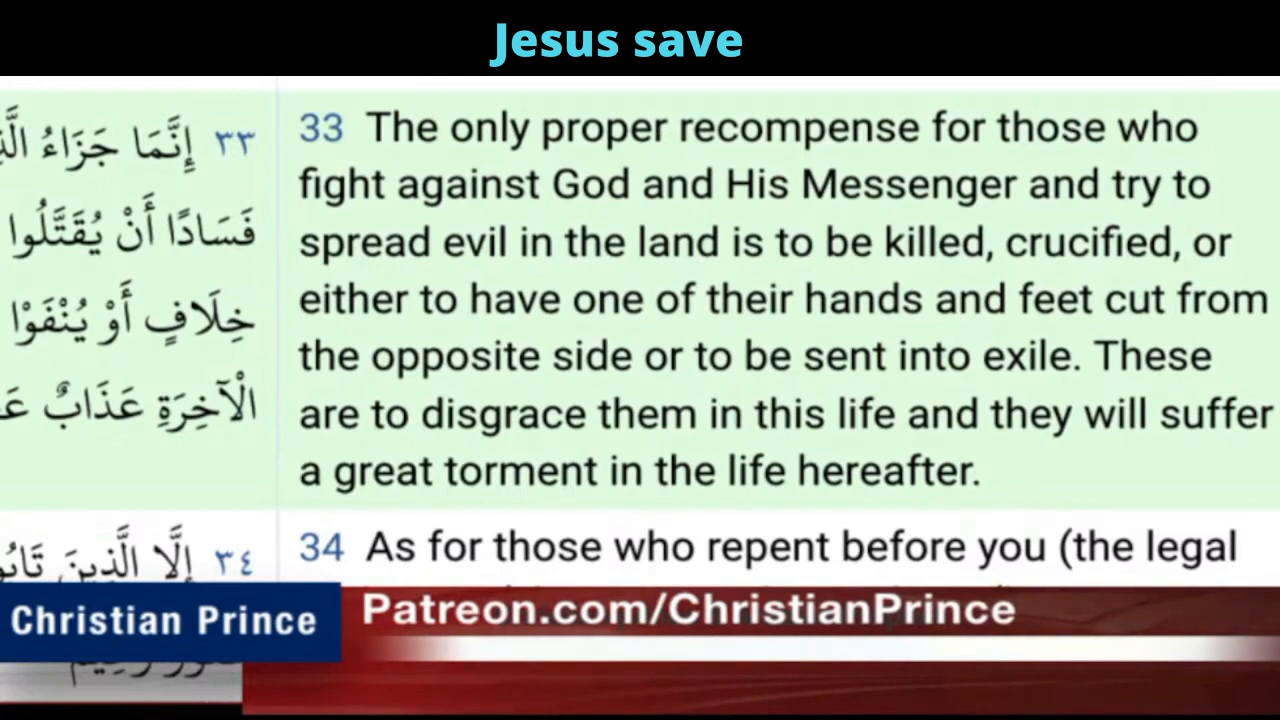 Jesus save
٣٣ إِنَّمَا جَزَاءُ
فَسَادًا أَنْ يُقَتَّلُوا
خِلَافٍ أَوْ يُنْفَوْا
الْآخِرَةِ عَذَابٌ
33 The only proper recompense for those who
fight against God and His Messenger and try to
spread evil in the land is to be killed, crucified, or
either to have one of their hands and feet cut from
the opposite side or to be sent into exile. These
are to disgrace them in this life and they will suffer
a great torment in the life hereafter.
٣٤ إِلَّا الَّذِينَ
34 As for those who repent before you (the legal
Christian Prince
Patreon.com/ChristianPrince